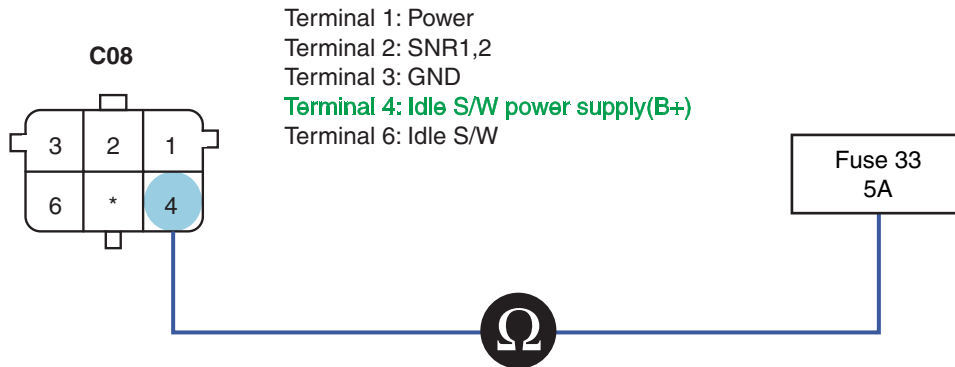 C08
Terminal 1: Power
Terminal 2: SNR1,2
Terminal 3: GND
Terminal 4: Idle S/W power supply(B+)
Terminal 6: Idle S/W
3 2 1
6 * 4
Fuse 33
5A
Ω